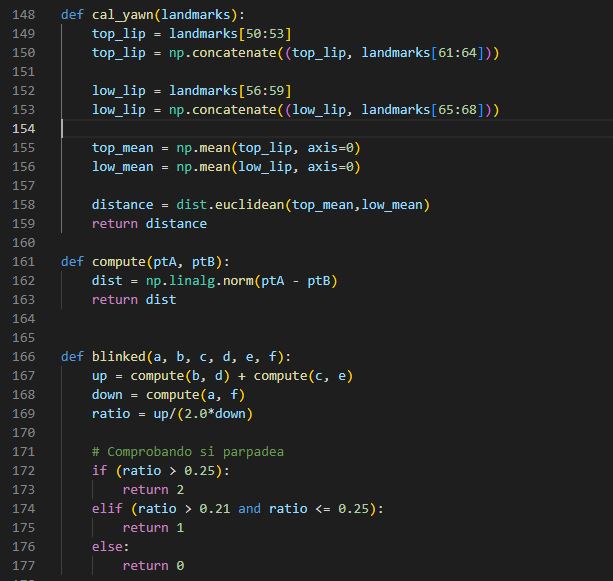 148 def cal_yawn(landmarks):
149     top_lip = landmarks[50:53]
150     top_lip = np.concatenate((top_lip, landmarks[61:64]))
151
152     low_lip = landmarks[56:59]
153     low_lip = np.concatenate((low_lip, landmarks[65:68]))
154
155     top_mean = np.mean(top_lip, axis=0)
156     low_mean = np.mean(low_lip, axis=0)
157
158     distance = dist.euclidean(top_mean,low_mean)
159     return distance
160
161 def compute(ptA, ptB):
162     dist = np.linalg.norm(ptA - ptB)
163     return dist
164
165
166 def blinked(a, b, c, d, e, f):
167     up = compute(b, d) + compute(c, e)
168     down = compute(a, f)
169     ratio = up/(2.0*down)
170
171     # Comprobando si parpadea
172     if (ratio > 0.25):
173         return 2
174     elif (ratio > 0.21 and ratio <= 0.25):
175         return 1
176     else:
177         return 0